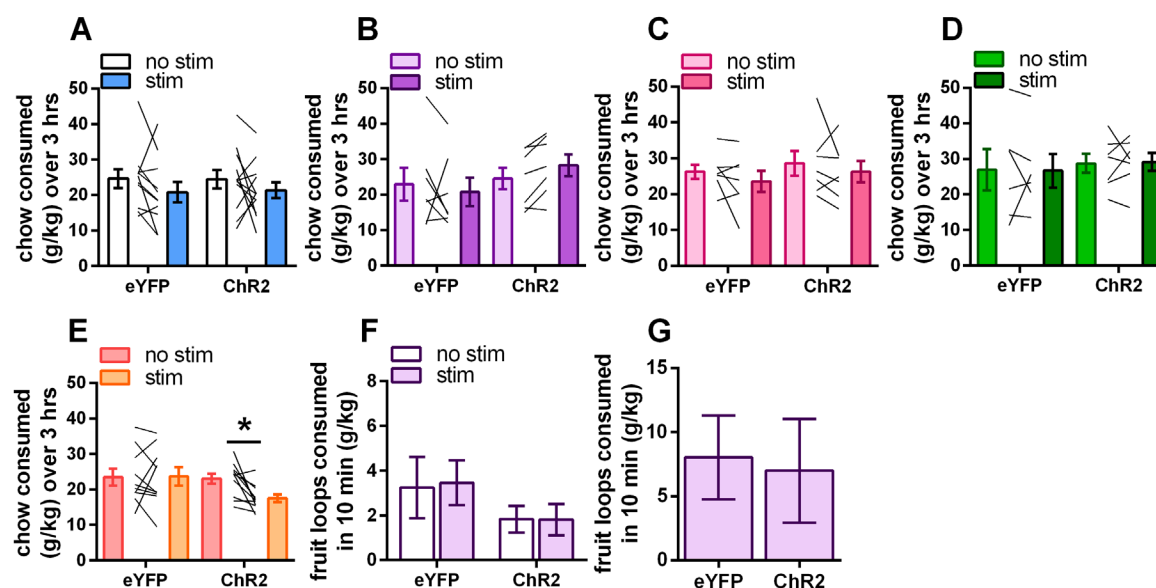 A
no stim
stim
chow consumed
(g/kg) over 3 hrs
50
40
30
20
10
0
eYFP
ChR2
B
no stim
stim
chow consumed
(g/kg) over 3 hrs
50
40
30
20
10
0
eYFP
ChR2
C
no stim
stim
chow consumed
(g/kg) over 3 hrs
50
40
30
20
10
0
eYFP
ChR2
D
no stim
stim
chow consumed
(g/kg) over 3 hrs
50
40
30
20
10
0
eYFP
ChR2
E
no stim
stim
chow consumed
(g/kg) over 3 hrs
50
40
30
20
10
0
*
eYFP
ChR2
F
no stim
stim
fruit loops consumed
in 10 min (g/kg)
8
6
4
2
0
eYFP
ChR2
G
fruit loops consumed
in 10 min (g/kg)
15
10
5
0
eYFP
ChR2